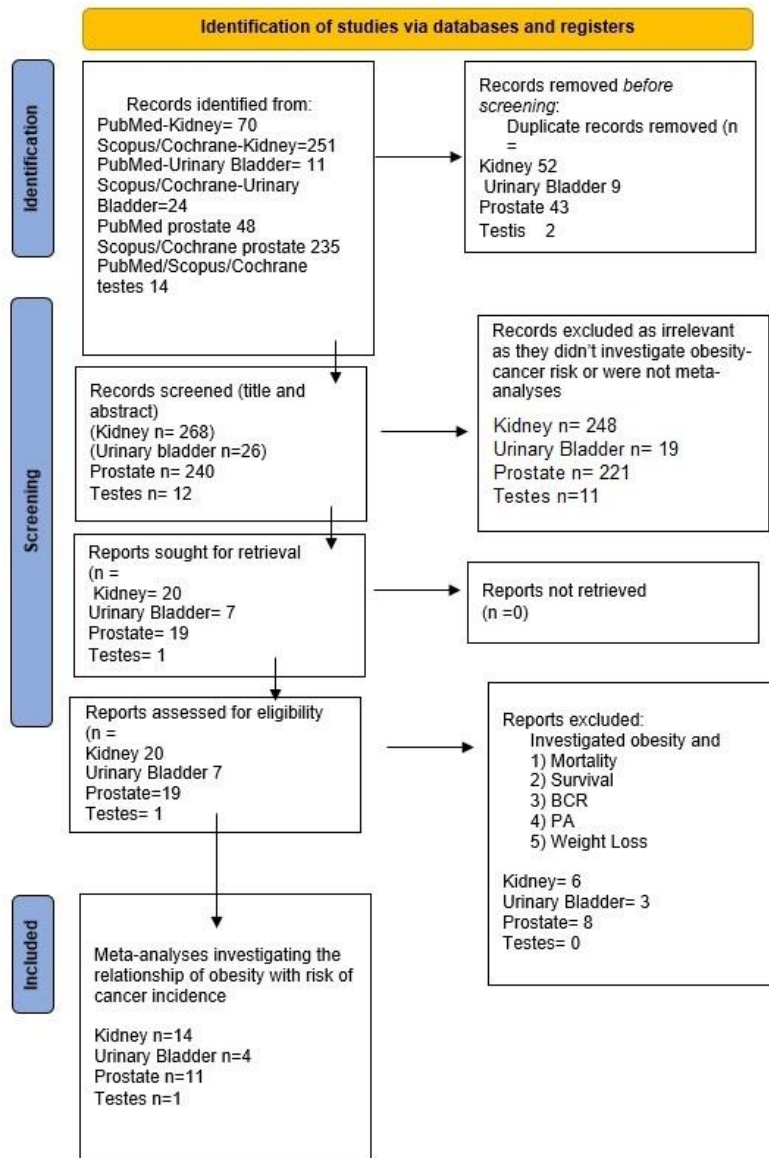 Identification of studies via databases and registers
Identification
Records identified from:
PubMed-Kidney= 70
Scopus/Cochrane-Kidney=251
PubMed-Urinary Bladder= 11
Scopus/Cochrane-Urinary
Bladder=24
PubMed prostate 48
Scopus/Cochrane prostate 235
PubMed/Scopus/Cochrane
testes 14
Records removed before
screening:
Duplicate records removed (n
=
Kidney 52
Urinary Bladder 9
Prostate 43
Testis 2
Screening
Records screened (title and
abstract)
(Kidney n= 268)
(Urinary bladder n=26)
Prostate n= 240
Testes n= 12
Records excluded as irrelevant
as they didn't investigate obesity-
cancer risk or were not meta-
analyses
Kidney n= 248
Urinary Bladder n= 19
Prostate n= 221
Testes n=11
Reports sought for retrieval
(n =
Kidney= 20
Urinary Bladder= 7
Prostate= 19
Testes= 1
Reports not retrieved
(n =0)
Reports assessed for eligibility
(n =
Kidney 20
Urinary Bladder 7
Prostate=19
Testes= 1
Reports excluded:
Investigated obesity and
1) Mortality
2) Survival
3) BCR
4) PA
5) Weight Loss
Kidney= 6
Urinary Bladder= 3
Prostate= 8
Testes= 0
Included
Meta-analyses investigating the
relationship of obesity with risk of
cancer incidence
Kidney n=14
Urinary Bladder n=4
Prostate n=11
Testes n=1